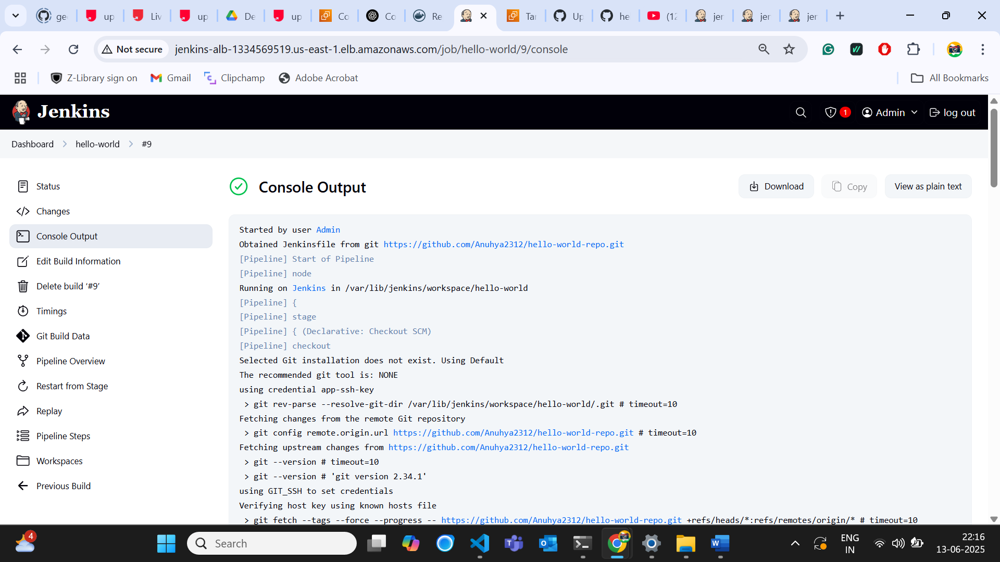 ge
up
Liv
up
De
up
Co
Co
Re
Tar
Up
he
(12
jer
jer
jer
Not secure
jenkins-alb-1334569519.us-east-1.elb.amazonaws.com/job/hello-world/9/console
Z-Library sign on
Gmail
Clipchamp
Adobe Acrobat
All Bookmarks
Jenkins
1
Admin
log out
Dashboard
hello-world
#9
Status
Changes
Console Output
Edit Build Information
Delete build ‘#9’
Timings
Git Build Data
Pipeline Overview
Restart from Stage
Replay
Pipeline Steps
Workspaces
Previous Build
Console Output
Download
Copy
View as plain text
Started by user Admin
Obtained Jenkinsfile from git https://github.com/Anuhya2312/hello-world-repo.git
[Pipeline] Start of Pipeline
[Pipeline] node
Running on Jenkins in /var/lib/jenkins/workspace/hello-world
[Pipeline] {
[Pipeline] stage
[Pipeline] { (Declarative: Checkout SCM)
[Pipeline] checkout
Selected Git installation does not exist. Using Default
The recommended git tool is: NONE
using credential app-ssh-key
> git rev-parse --resolve-git-dir /var/lib/jenkins/workspace/hello-world/.git # timeout=10
Fetching changes from the remote Git repository
> git config remote.origin.url https://github.com/Anuhya2312/hello-world-repo.git # timeout=10
Fetching upstream changes from https://github.com/Anuhya2312/hello-world-repo.git
> git --version # timeout=10
> git --version # 'git version 2.34.1'
using GIT_SSH to set credentials
Verifying host key using known hosts file
> git fetch --tags --force --progress -- https://github.com/Anuhya2312/hello-world-repo.git +refs/heads/*:refs/remotes/origin/* # timeout=10
4
Search
ENG
IN
22:16
13-06-2025